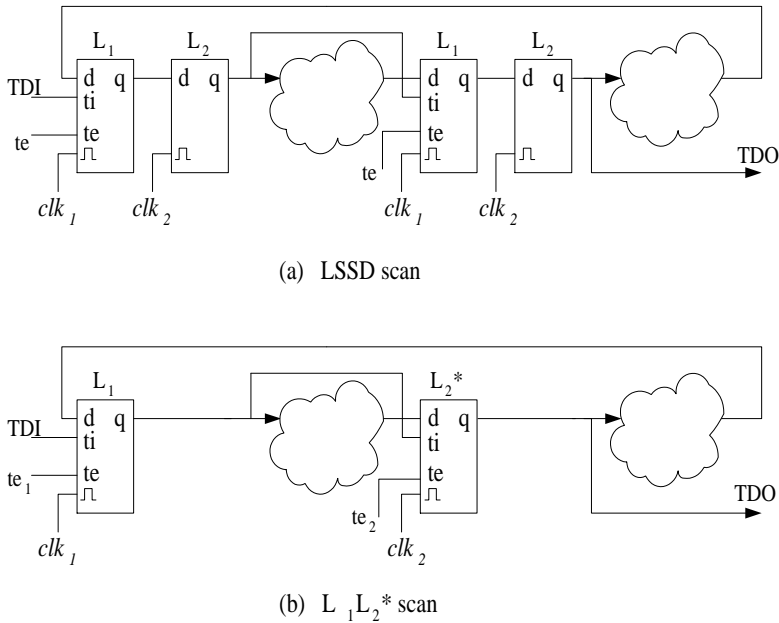 L1 L2 L1 L2
d q d q d q d q
TDI ti ti
te te te te
TDO
clk1 clk2 clk1 clk2
(a) LSSD scan
L1 L2*
d q d q
TDI ti ti
te1 te te2 te
TDO
clk1 clk2
(b) L 1L2* scan